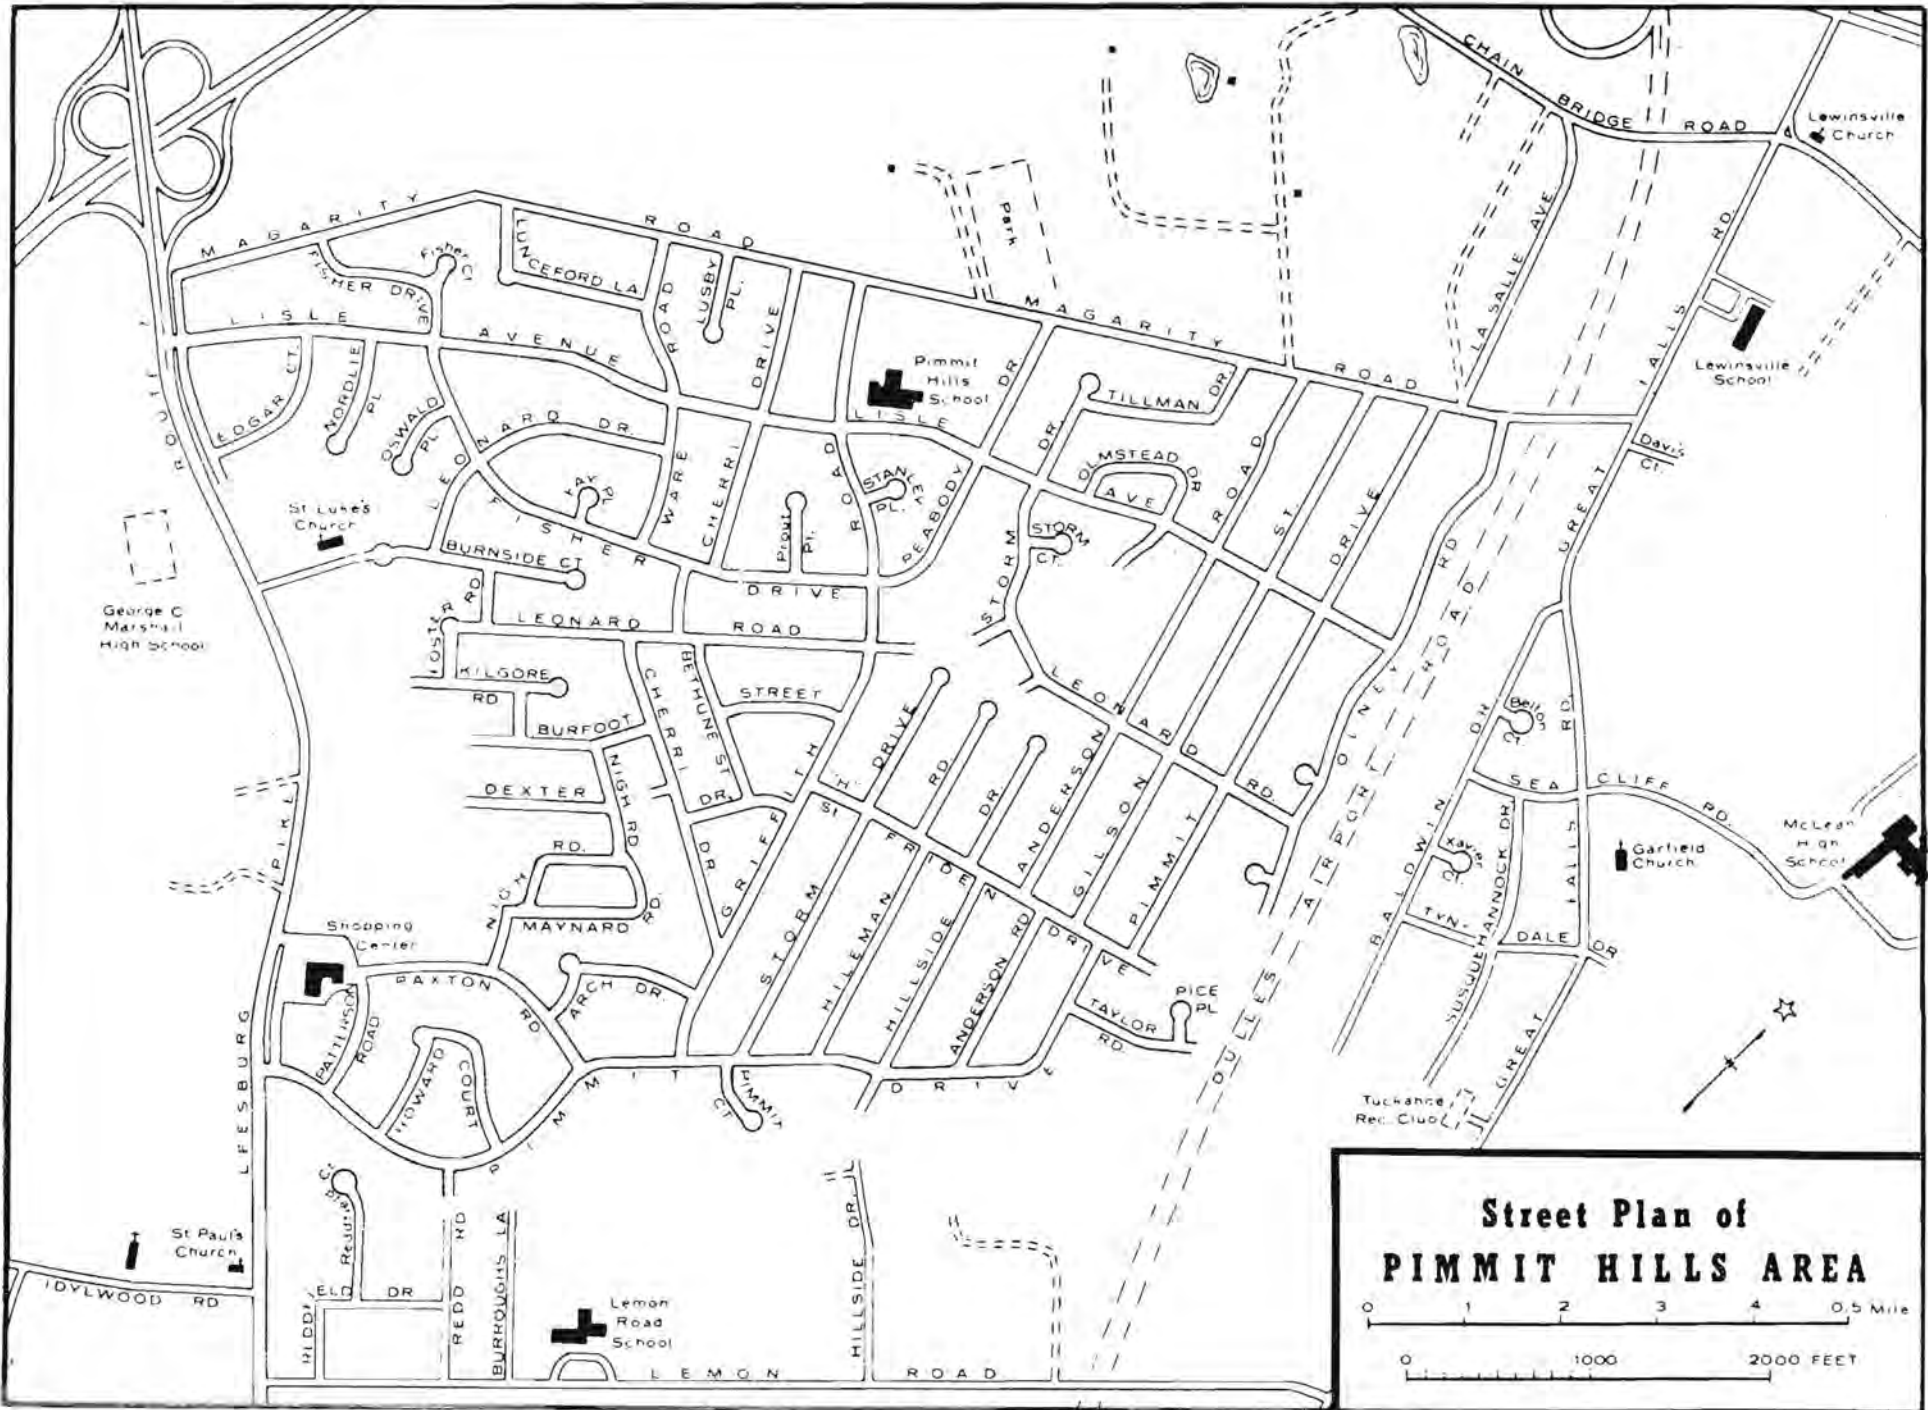 CHAIN BRIDGE ROAD
Lewinsville
Church
MAGARITY ROAD
LUNCEFORD LA.
Fisher Ct
FISHER DRIVE
LUSBY PL.
Park
MAGARITY ROAD
LA SALLE AVE.
GREAT FALLS RD.
Lewinsville
School
LISLE AVENUE
WARE ROAD
CHERRI DRIVE
Pimmit
Hills
School
LISLE AVE
PEABODY DR.
TILLMAN DR.
OLMSTEAD DR
Davis
Ct.
EDGAR CT.
NORDLIE PL
OSWALD PL.
LEONARD DR.
FAY PL
STANLEY PL.
Prout Pl.
STORM DR.
STORM CT.
GRIFFITH ROAD
ROUTE 7
St Luke's
Church
FISHER DRIVE
BURNSIDE CT
George C
Marshall
High School
FOSTER RD
LEONARD ROAD
KILGORE RD
CHERRI DR.
BETHUNE ST
STREET
BURFOOT
DEXTER
NIGH RD
RD.
NIGH RD
MAYNARD
"H" St
DRIVE
RD.
DR.
ANDERSON
GILSON ST.
PIMMIT DRIVE
LEONARD RD.
OLNEY RD
DULLES AIRPORT ROAD
BALDWIN DR
Belton
Ct
SEA CLIFF RD.
Xavier
Ct.
SUSQUEHANNOCK DR
TYN-
DALE DR
GREAT FALLS RD.
Garfield
Church
McLean
High
School
LEESBURG PIKE
Shopping
Center
PAXTON RD
PATTERSON ROAD
HOWARD COURT
ARCH DR.
STORM
HILEMAN
HILLSIDE
ANDERSON RD
FRIDEN DRIVE
TAYLOR RD.
PICE
PL
PIMMIT DRIVE
PIMMIT CT
Tuckahoe
Rec. Club
St Paul's
Church
IDYLWOOD RD
REDDFIELD DR
REDD RD
BURROUGHS LA
Lemon
Road
School
HILLSIDE DR.
LEMON ROAD
Street Plan of
PIMMIT HILLS AREA
0 1 2 3 4 0.5 Mile
0 1000 2000 FEET